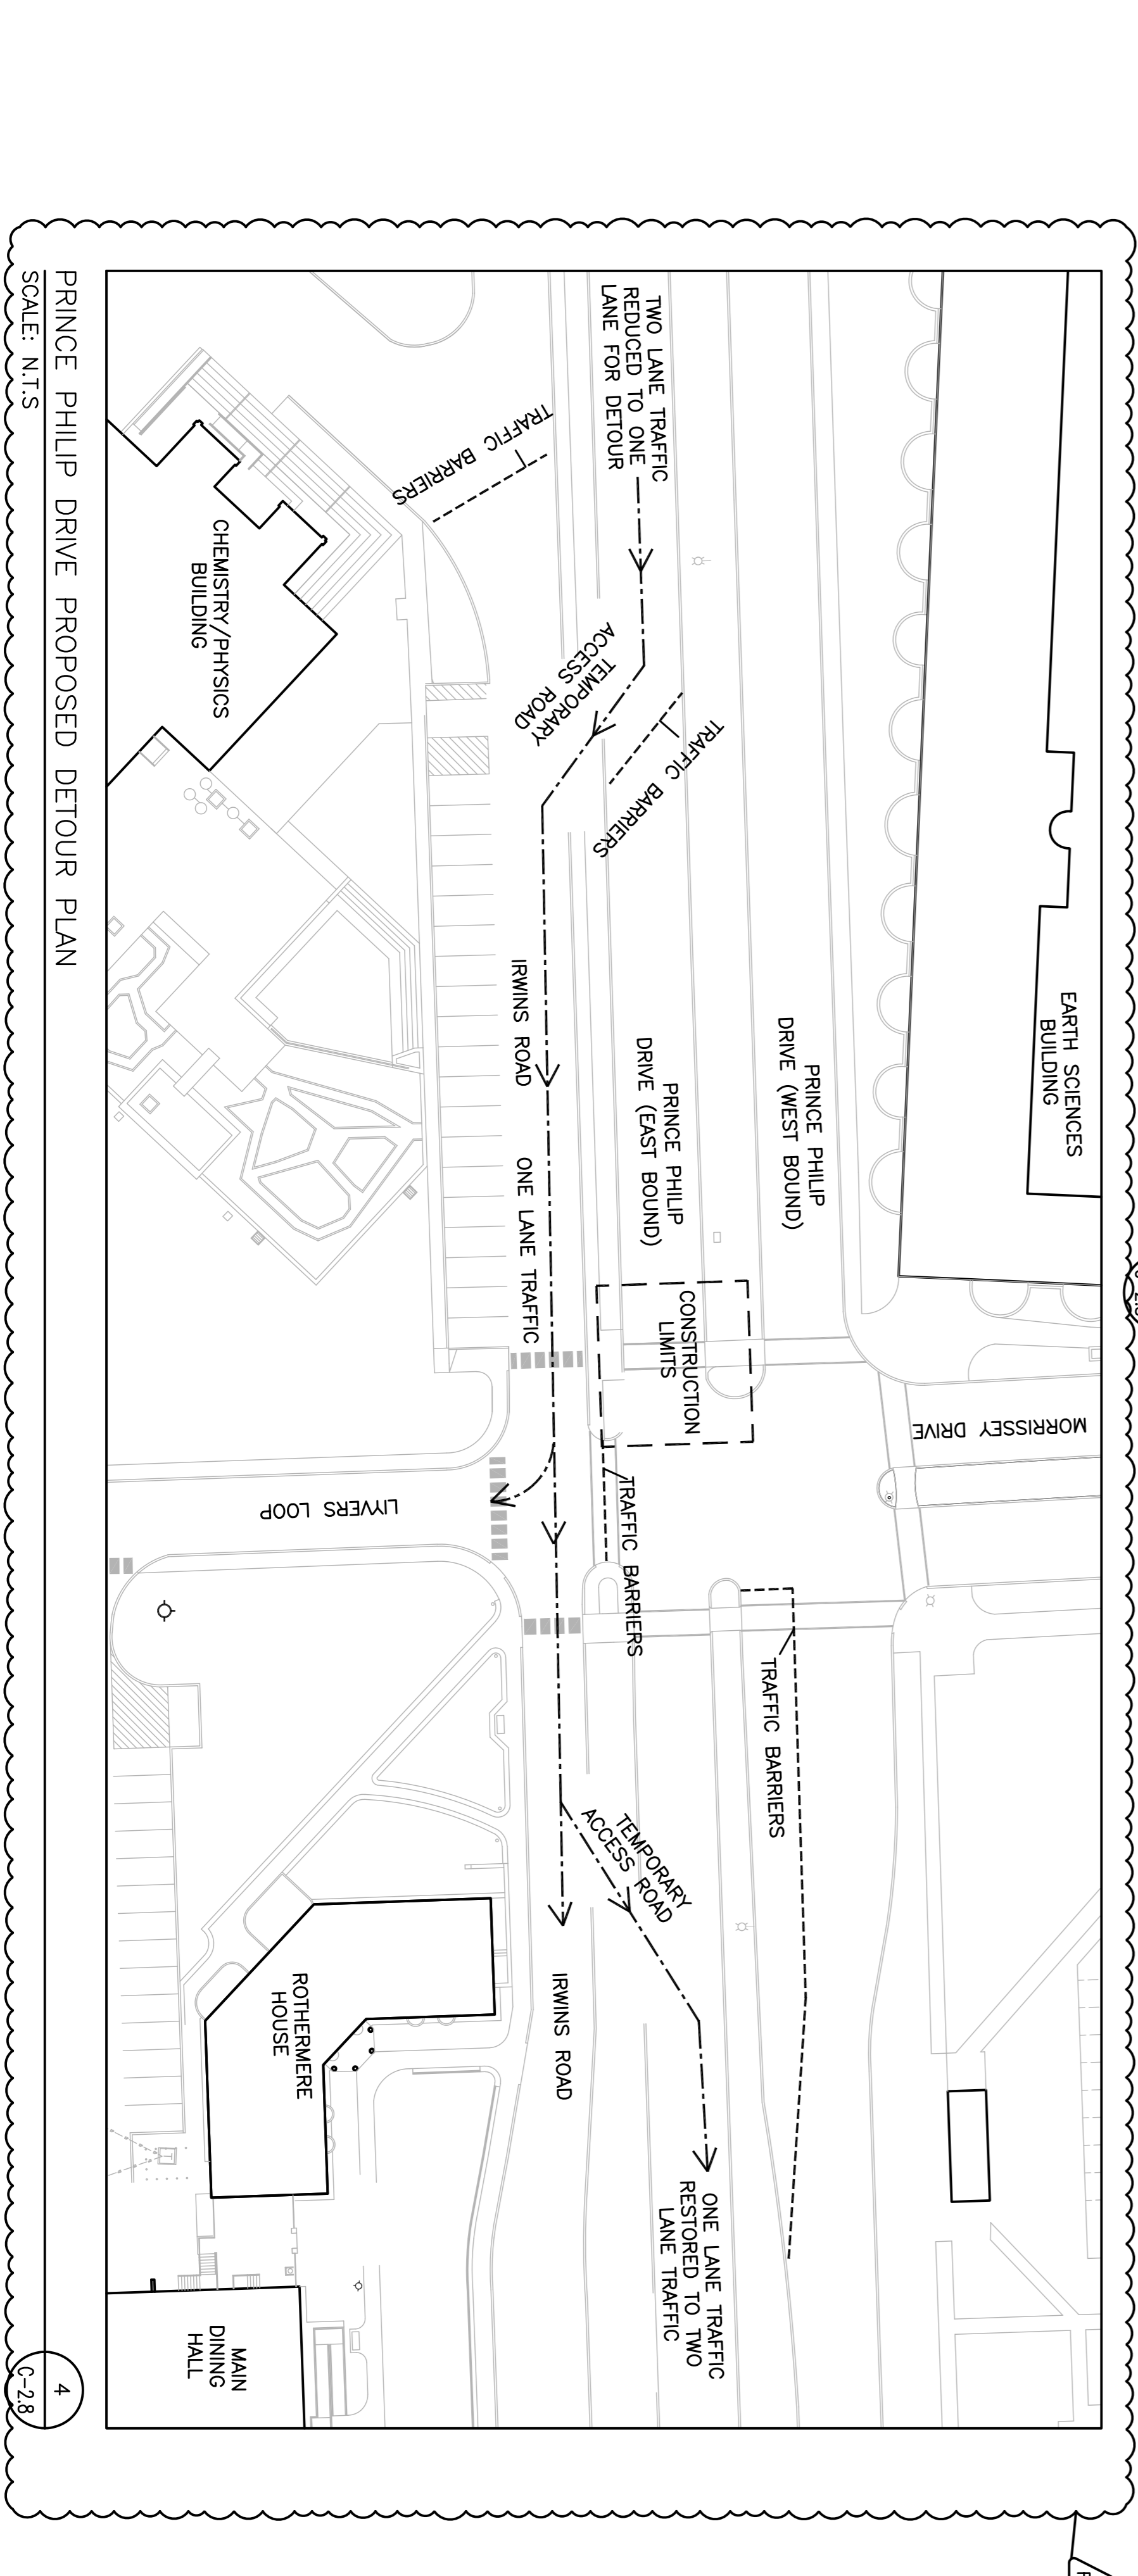 TWO LANE TRAFFIC
REDUCED TO ONE
LANE FOR DETOUR
TRAFFIC BARRIERS
TEMPORARY
ACCESS ROAD
TRAFFIC BARRIERS
CHEMISTRY/PHYSICS
BUILDING
EARTH SCIENCES
BUILDING
PRINCE PHILIP
DRIVE (WEST BOUND)
PRINCE PHILIP
DRIVE (EAST BOUND)
IRWINS ROAD
ONE LANE TRAFFIC
CONSTRUCTION
LIMITS
MORRISSEY DRIVE
LIYVERS LOOP
TRAFFIC BARRIERS
TRAFFIC BARRIERS
TEMPORARY
ACCESS ROAD
IRWINS ROAD
ROTHERMERE
HOUSE
ONE LANE TRAFFIC
RESTORED TO TWO
LANE TRAFFIC
MAIN
DINING
HALL
PRINCE PHILIP DRIVE PROPOSED DETOUR PLAN
SCALE: N.T.S
4
C-2.8